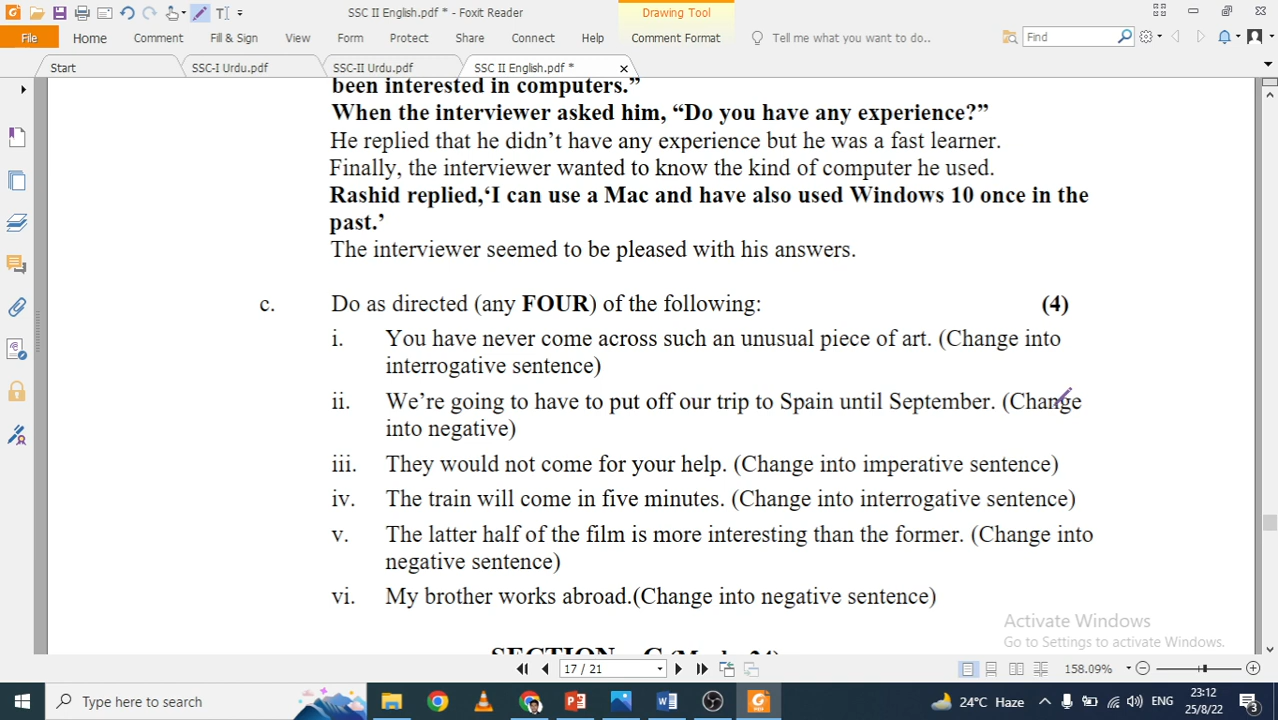 SSC II English.pdf * - Foxit Reader
Drawing Tool
File Home Comment Fill & Sign View Form Protect Share Connect Help Comment Format Tell me what you want to do.. Find
Start SSC-I Urdu.pdf SSC-II Urdu.pdf SSC II English.pdf *
been interested in computers.”
When the interviewer asked him, “Do you have any experience?”
He replied that he didn’t have any experience but he was a fast learner.
Finally, the interviewer wanted to know the kind of computer he used.
Rashid replied,‘I can use a Mac and have also used Windows 10 once in the
past.’
The interviewer seemed to be pleased with his answers.
c. Do as directed (any FOUR) of the following: (4)
i. You have never come across such an unusual piece of art. (Change into
interrogative sentence)
ii. We’re going to have to put off our trip to Spain until September. (Change
into negative)
iii. They would not come for your help. (Change into imperative sentence)
iv. The train will come in five minutes. (Change into interrogative sentence)
v. The latter half of the film is more interesting than the former. (Change into
negative sentence)
vi. My brother works abroad.(Change into negative sentence)
Activate Windows
Go to Settings to activate Windows.
17 / 21 158.09%
Type here to search 24°C Haze ENG 23:12
25/8/22 3